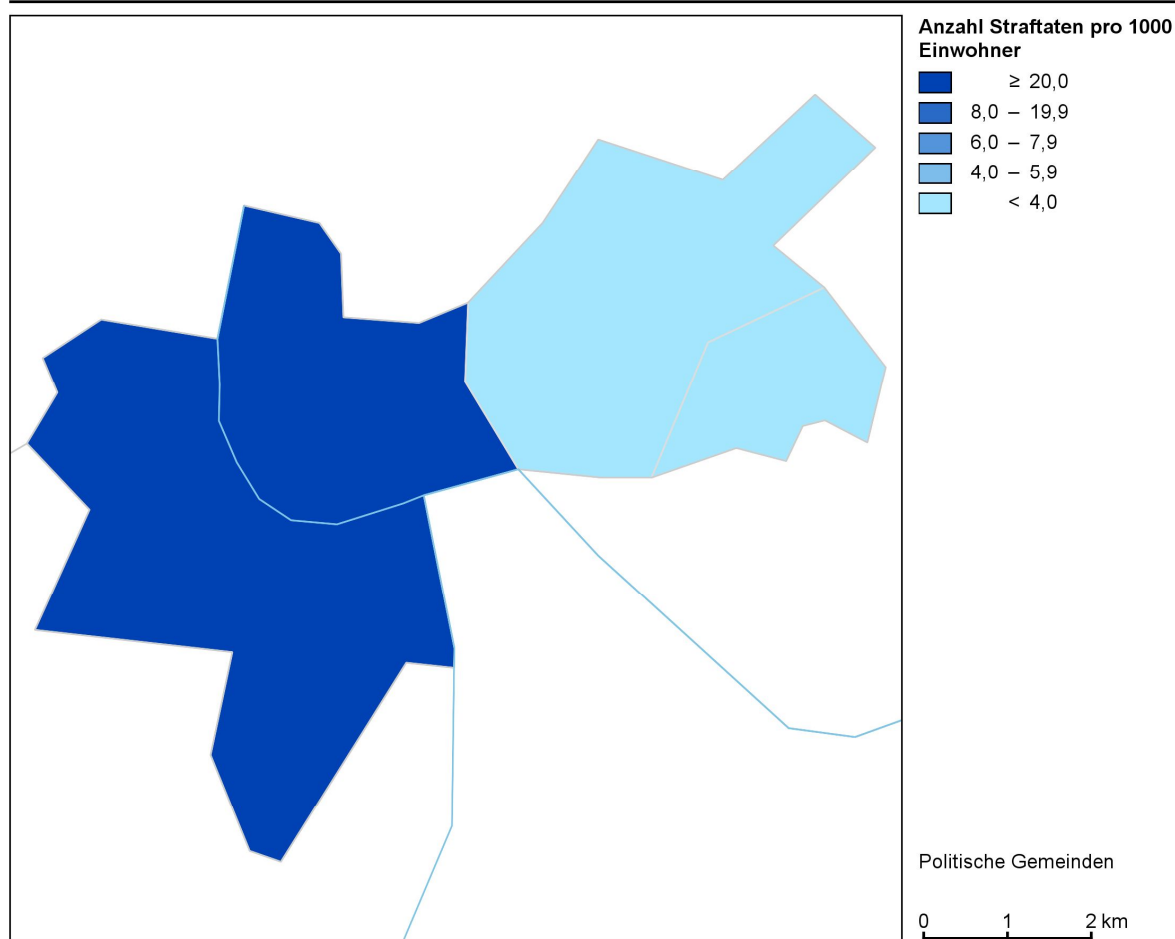 Anzahl Straftaten pro 1000
Einwohner
≥ 20,0
8,0 – 19,9
6,0 – 7,9
4,0 – 5,9
< 4,0
Politische Gemeinden
0 1 2 km